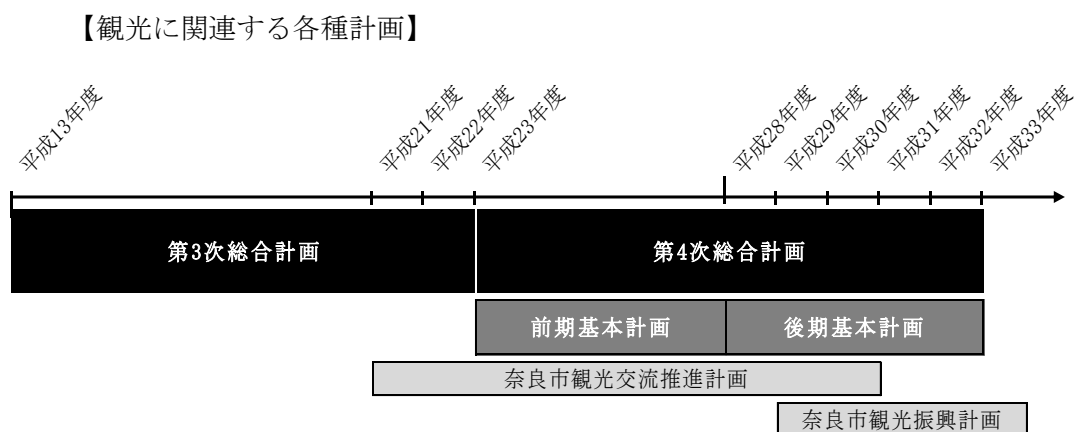 【観光に関連する各種計画】
平成13年度
平成21年度
平成22年度
平成23年度
平成28年度
平成29年度
平成30年度
平成31年度
平成32年度
平成33年度
第3次総合計画
第4次総合計画
前期基本計画
後期基本計画
奈良市観光交流推進計画
奈良市観光振興計画